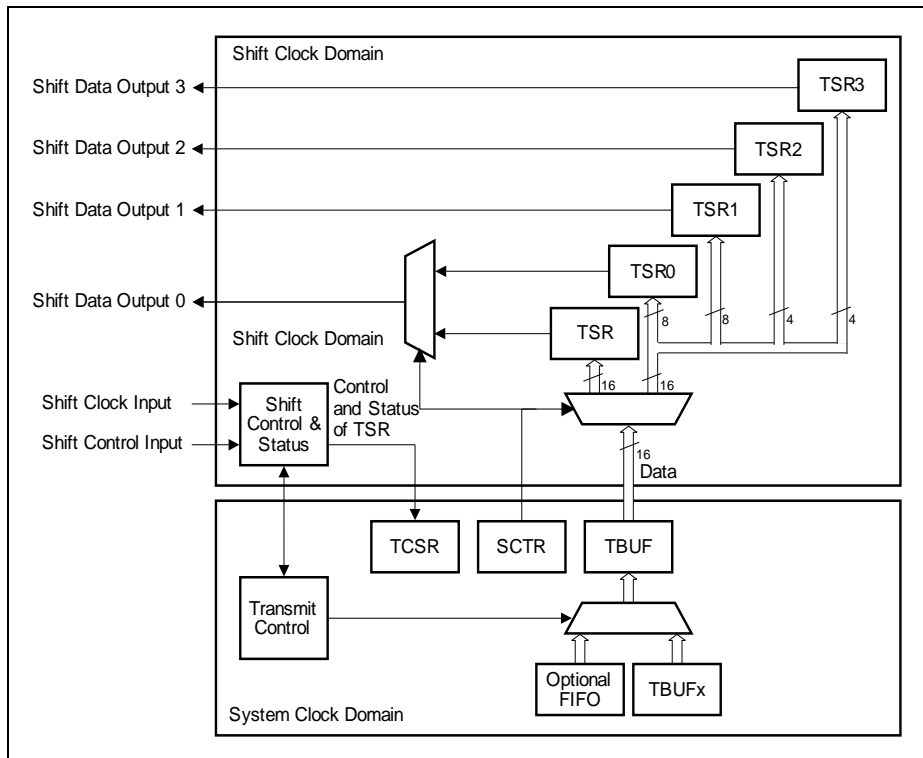 Shift Clock Domain
Shift Data Output 3
TSR3
Shift Data Output 2
TSR2
Shift Data Output 1
TSR1
TSR0
Shift Data Output 0
8
8
4
4
Shift Clock Domain
TSR
16
16
Shift Clock Input
Shift Control Input
Shift
Control &
Status
Control
and Status
of TSR
16
Data
TCSR
SCTR
TBUF
Transmit
Control
Optional
FIFO
TBUFx
System Clock Domain